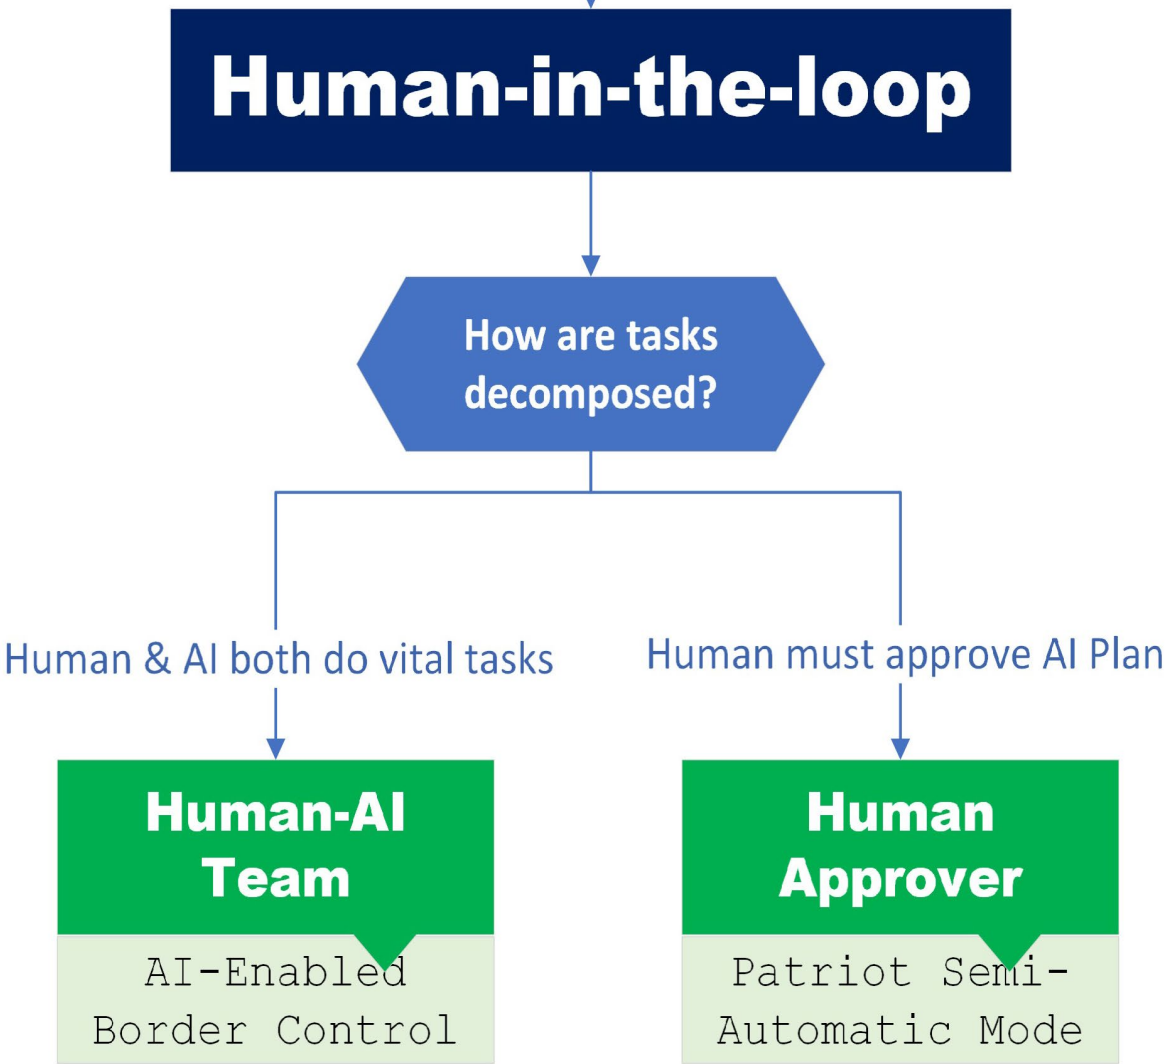 Human-in-the-loop
How are tasks
decomposed?
Human & AI both do vital tasks
Human must approve AI Plan
Human-AI
Team
AI-Enabled
Border Control
Human
Approver
Patriot Semi-
Automatic Mode